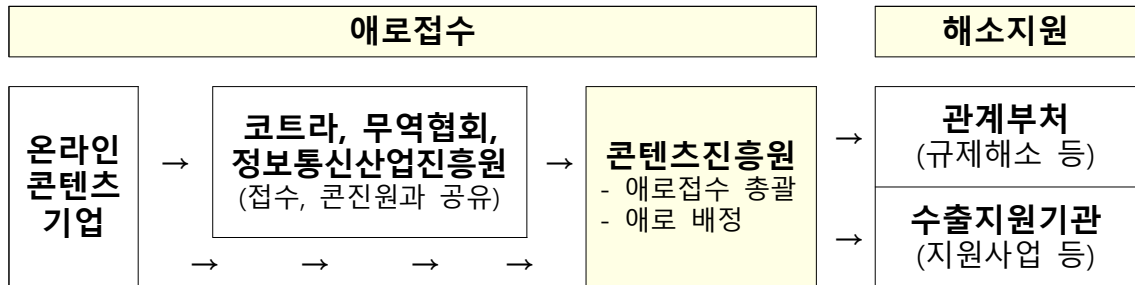 애로접수
해소지원
온라인
콘텐츠
기업
→
코트라, 무역협회,
정보통신산업진흥원
(접수, 콘진원과 공유)
→
→ → → →
콘텐츠진흥원
- 애로접수 총괄
- 애로 배정
→
관계부처
(규제해소 등)
→
수출지원기관
(지원사업 등)